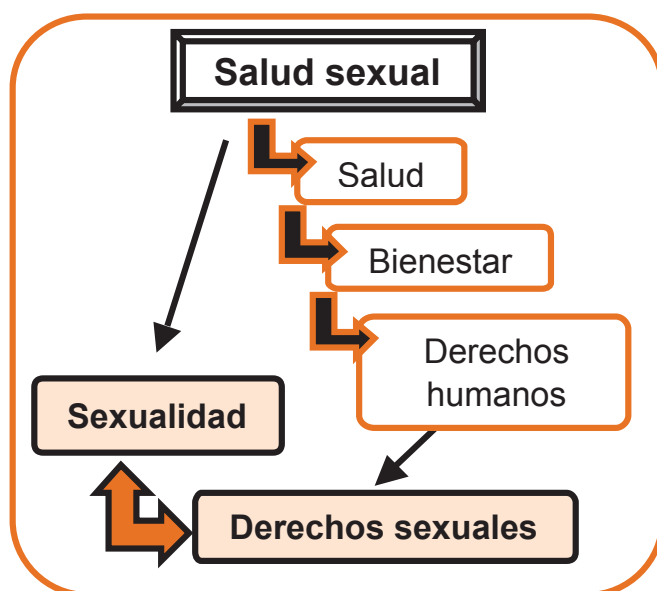 Salud sexual
Salud
Bienestar
Derechos
humanos
Sexualidad
Derechos sexuales